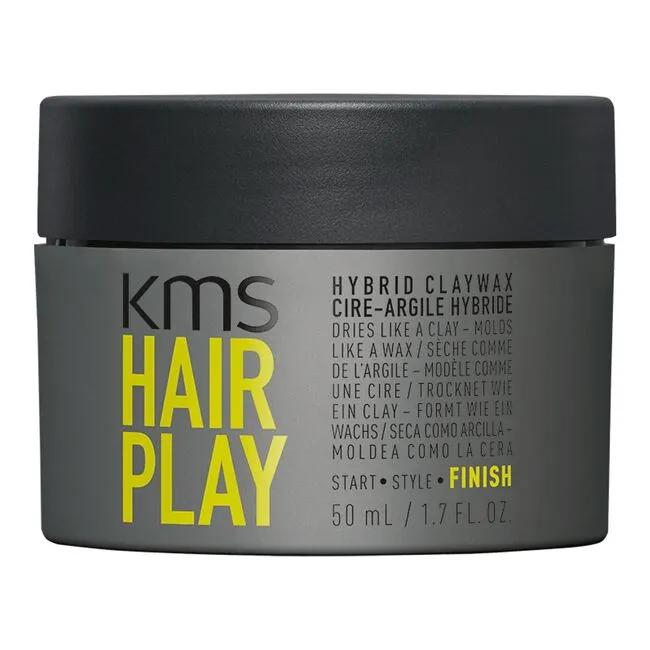 kms
HAIR
PLAY
HYBRID CLAYWAX
CIRE-ARGILE HYBRIDE
DRIES LIKE A CLAY – MOLDS
LIKE A WAX / SÈCHE COMME
DE L'ARGILE – MODÈLE COMME
UNE CIRE / TROCKNET WIE
EIN CLAY – FORMT WIE EIN
WACHS / SECA COMO ARCILLA –
MOLDEA COMO LA CERA
START • STYLE • FINISH
50 mL / 1.7 FL. OZ.